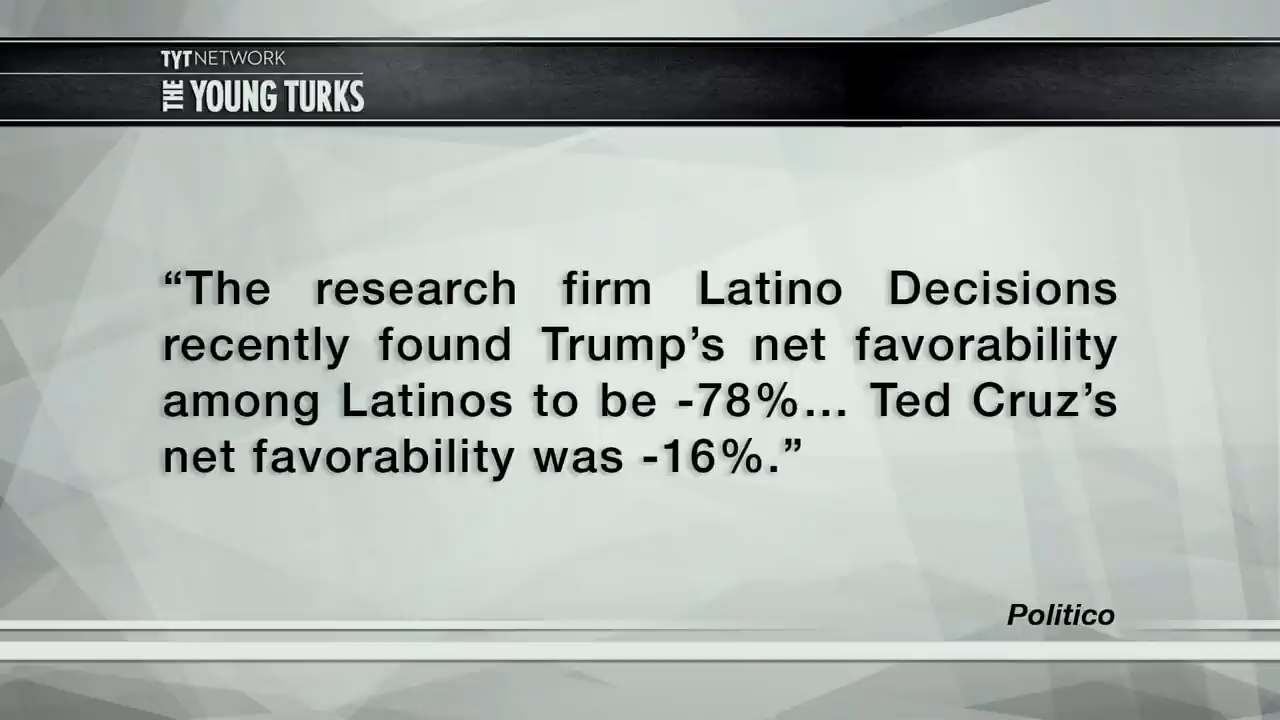 TYT NETWORK
THE YOUNG TURKS
“The research firm Latino Decisions
recently found Trump’s net favorability
among Latinos to be -78%... Ted Cruz’s
net favorability was -16%.”
Politico